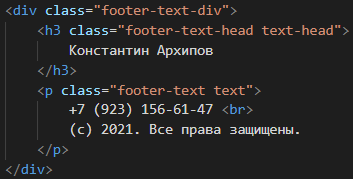 <div class="footer-text-div">
<h3 class="footer-text-head text-head">
Константин Архипов
</h3>
<p class="footer-text text">
+7 (923) 156-61-47 <br>
(c) 2021. Все права защищены.
</p>
</div>